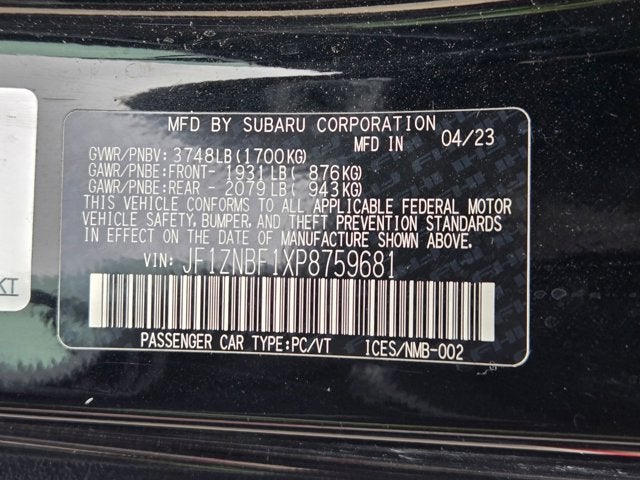 MFD BY SUBARU CORPORATION
MFD IN 04/23
GVWR/PNBV: 3748LB(1700KG)
GAWR/PNBE:FRONT- 1931LB( 876KG)
GAWR/PNBE:REAR - 2079LB( 943KG)
THIS VEHICLE CONFORMS TO ALL APPLICABLE FEDERAL MOTOR
VEHICLE SAFETY, BUMPER, AND THEFT PREVENTION STANDARDS
IN EFFECT ON THE DATE OF MANUFACTURE SHOWN ABOVE.
VIN: JF1ZNBF1XP8759681
PASSENGER CAR TYPE:PC/VT ICES/NMB-002